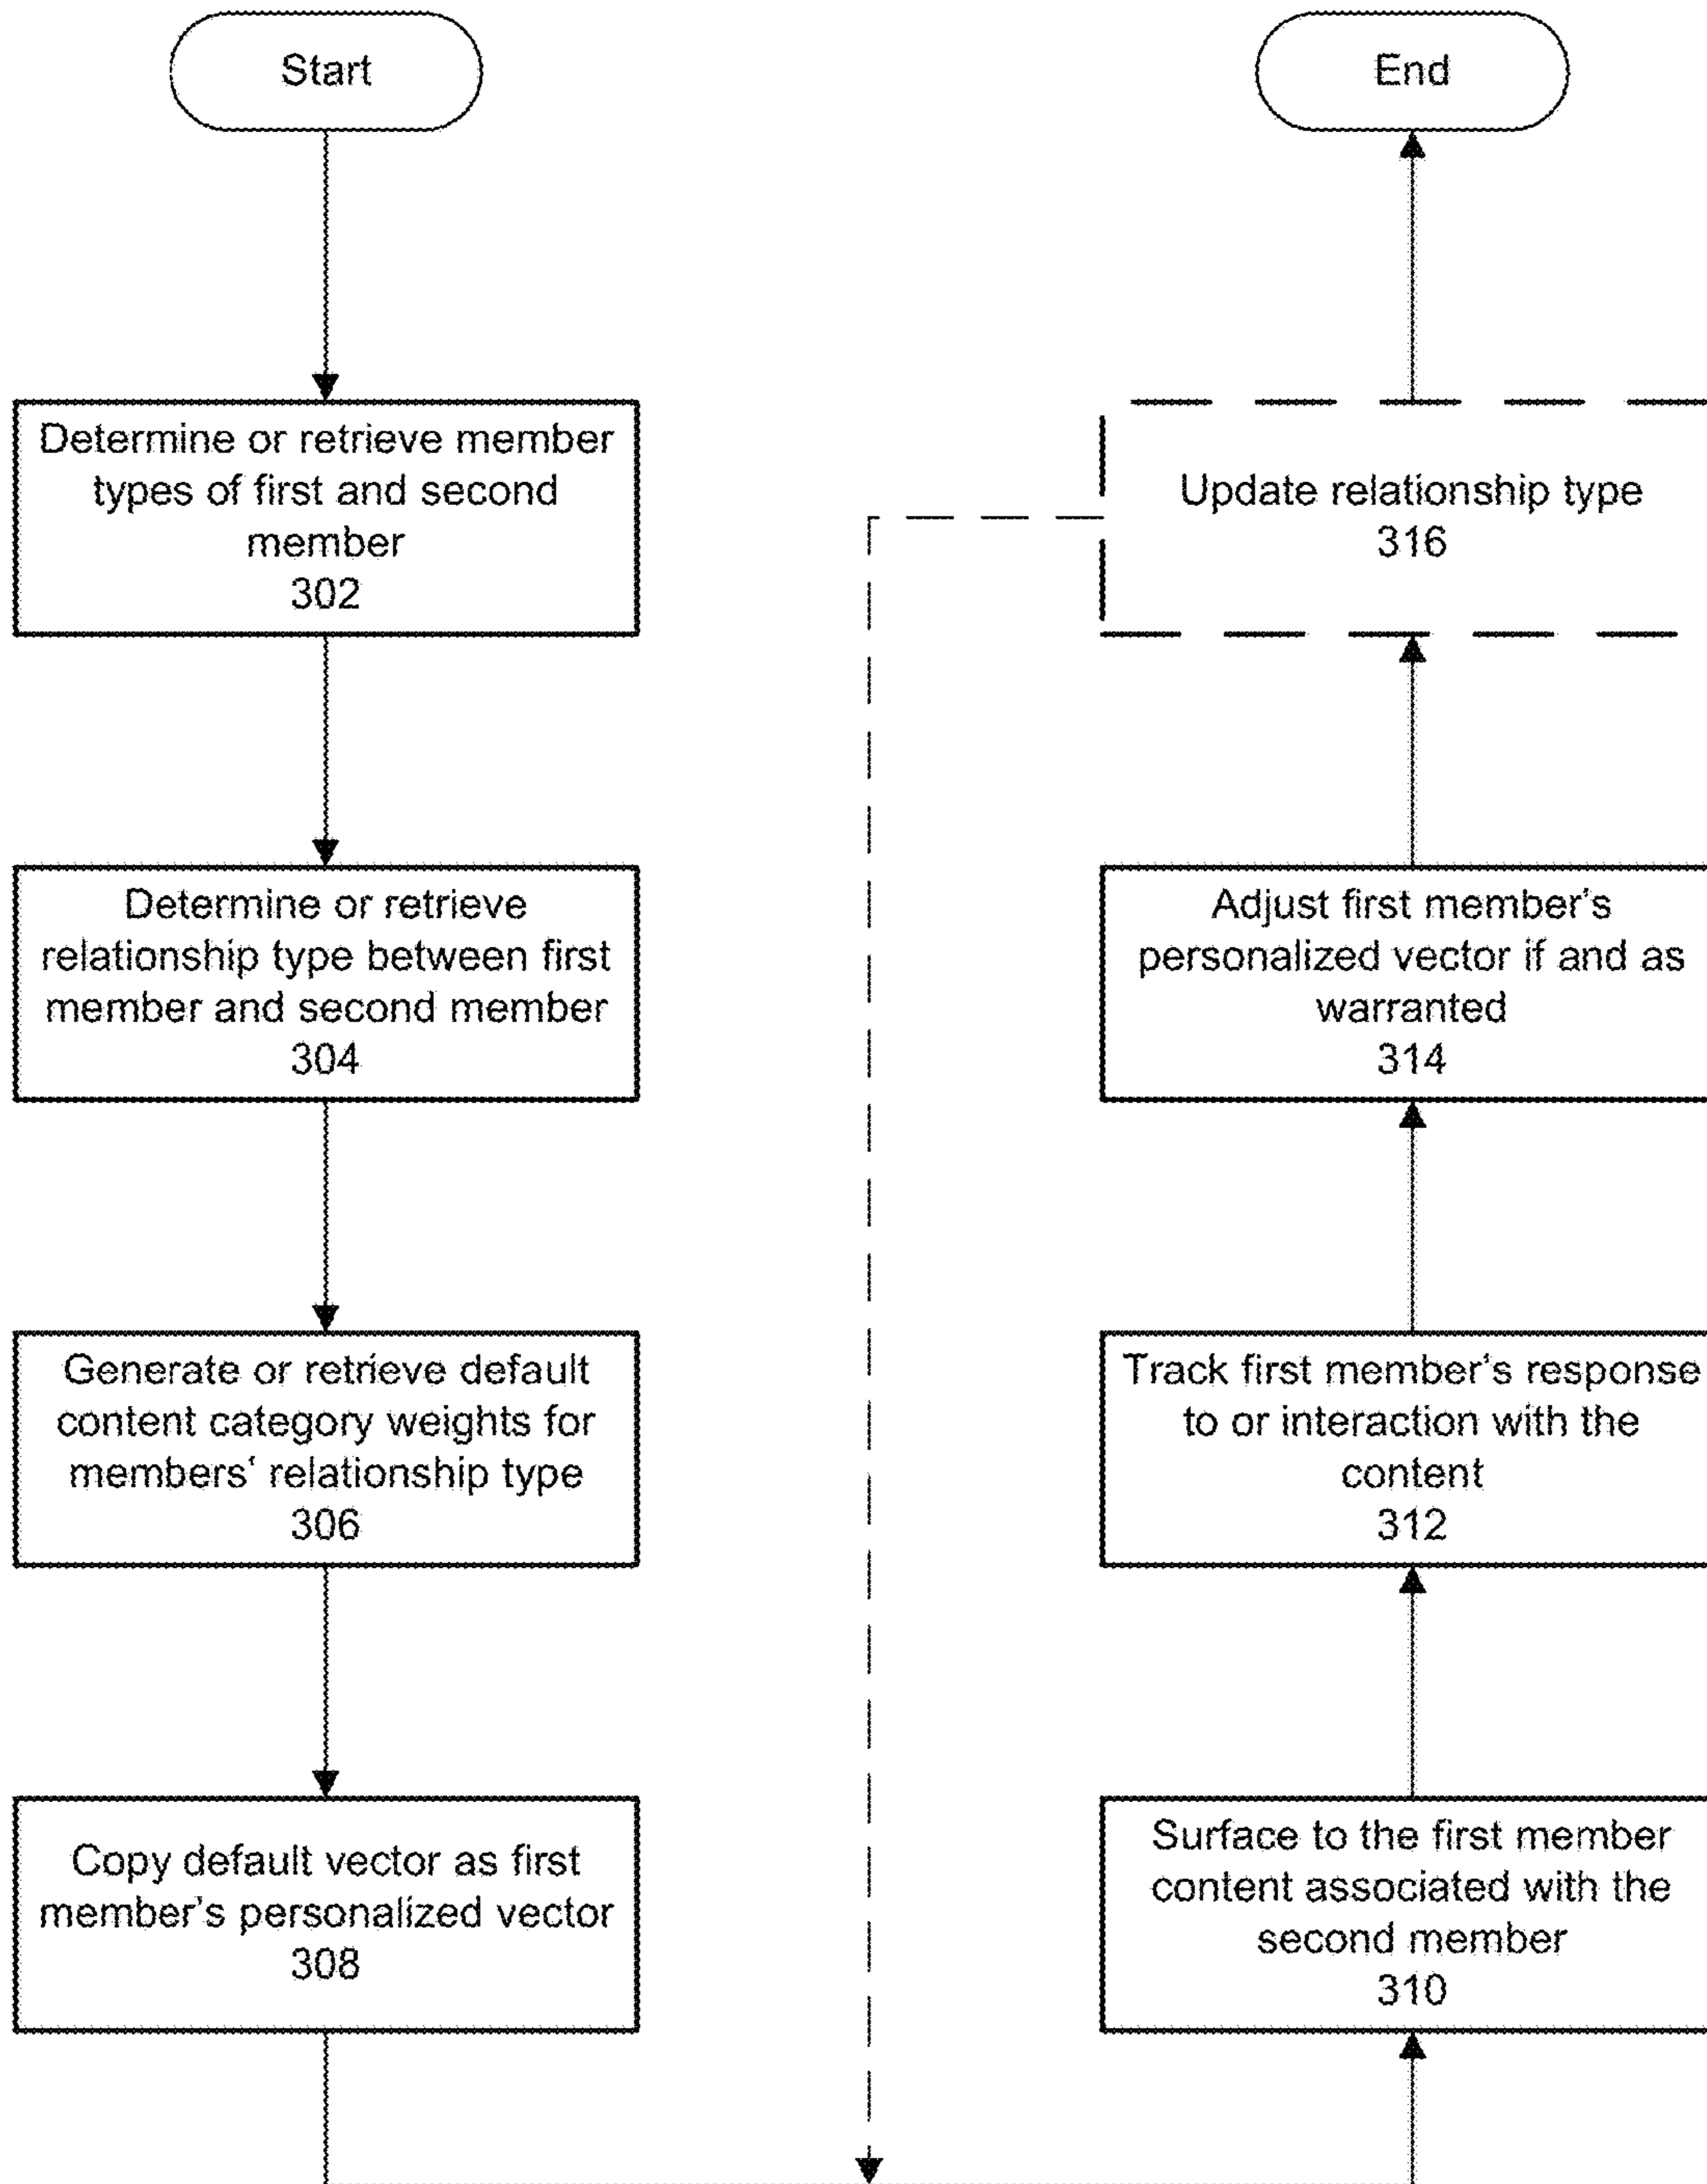 Start
Determine or retrieve member
types of first and second
member
302
Determine or retrieve
relationship type between first
member and second member
304
Generate or retrieve default
content category weights for
members‘ relationship type
306
Copy default vector as first
member’s personalized vector
308
End
Update relationship type
316
Adjust first member’s
personalized vector if and as
warranted
314
Track first member’s response
to or interaction with the
content
312
Surface to the first member
content associated with the
second member
310